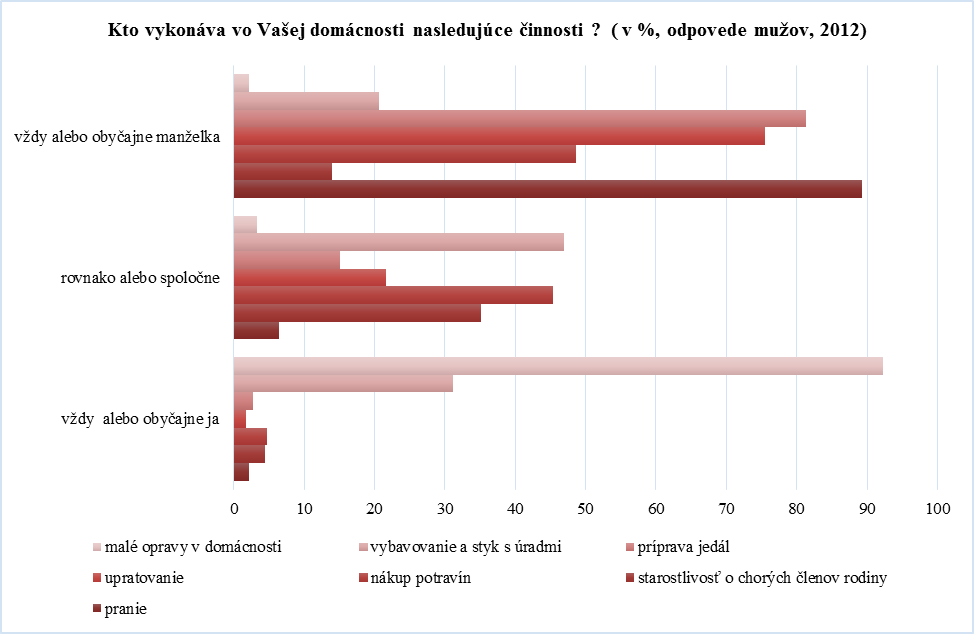 Kto vykonáva vo Vašej domácnosti nasledujúce činnosti ? ( v %, odpovede mužov, 2012)
vždy alebo obyčajne manželka
rovnako alebo spoločne
vždy alebo obyčajne ja
0 10 20 30 40 50 60 70 80 90 100
malé opravy v domácnosti vybavovanie a styk s úradmi príprava jedál
upratovanie nákup potravín starostlivosť o chorých členov rodiny
pranie